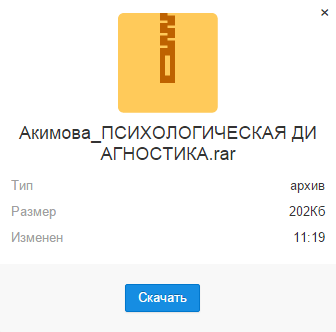 Акимова_ПСИХОЛОГИЧЕСКАЯ ДИ
АГНОСТИКА.rar
Тип архив
Размер 202Кб
Изменен 11:19
Скачать